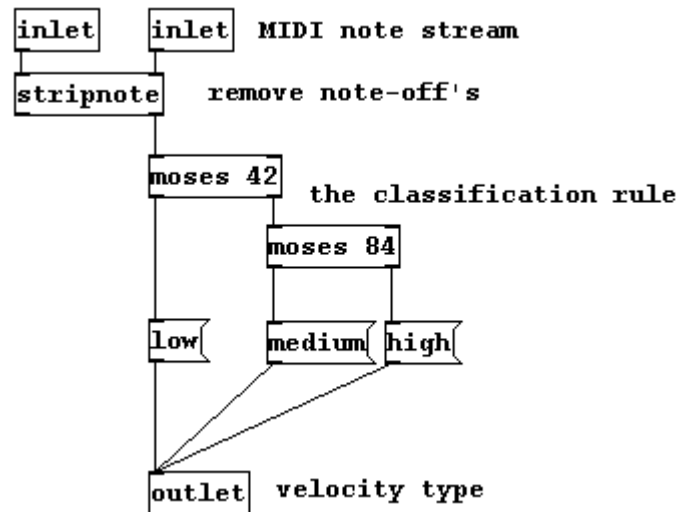 inlet inlet MIDI note stream
stripnote remove note-off's
moses 42
the classification rule
moses 84
low medium high
outlet velocity type